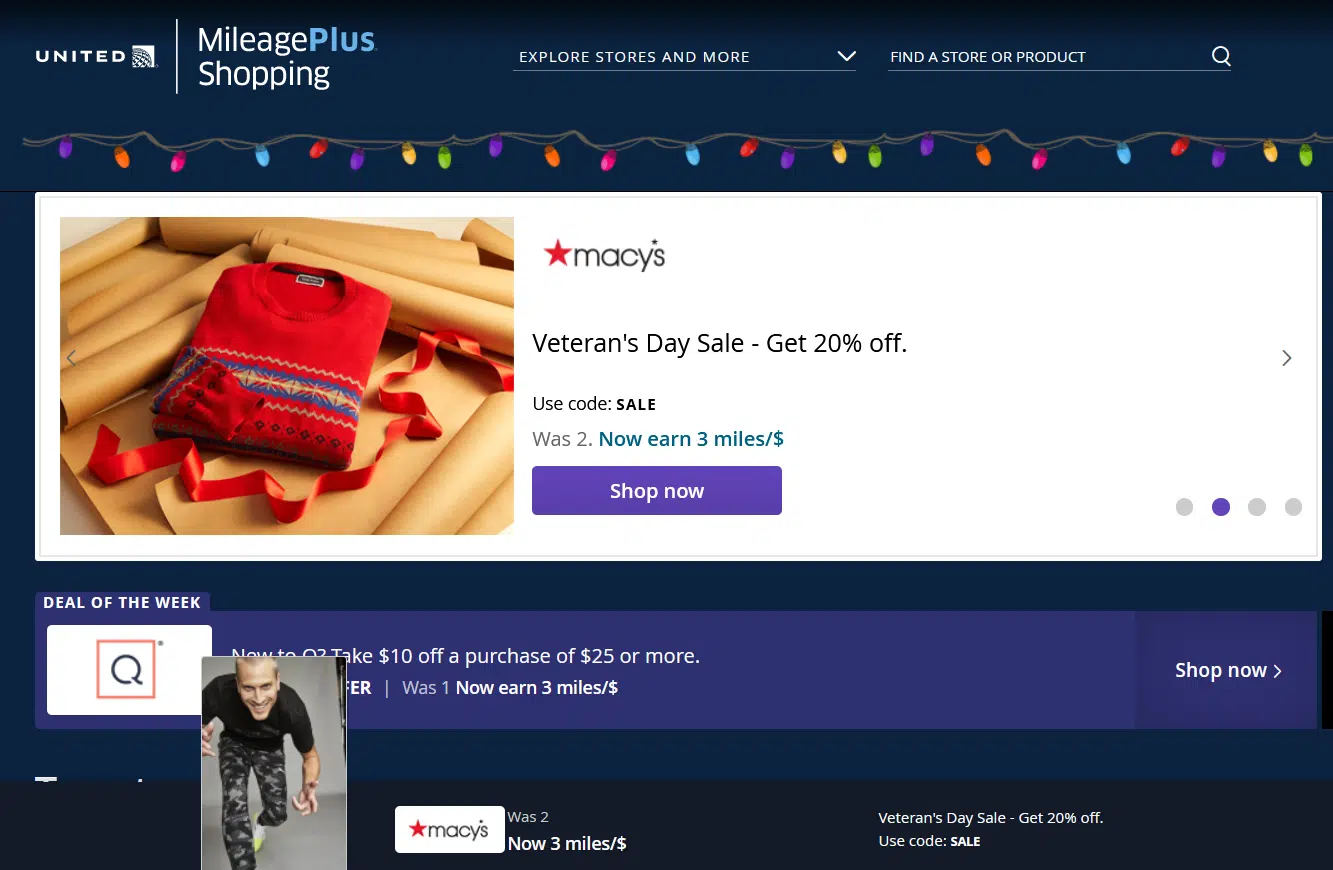 UNITED
MileagePlus
Shopping
EXPLORE STORES AND MORE
FIND A STORE OR PRODUCT
macy's
Veteran's Day Sale - Get 20% off.
Use code: SALE
Was 2. Now earn 3 miles/$
Shop now
DEAL OF THE WEEK
Q
New to Q? Take $10 off a purchase of $25 or more.
FER | Was 1 Now earn 3 miles/$
Shop now
macy's
Was 2
Now 3 miles/$
Veteran's Day Sale - Get 20% off.
Use code: SALE